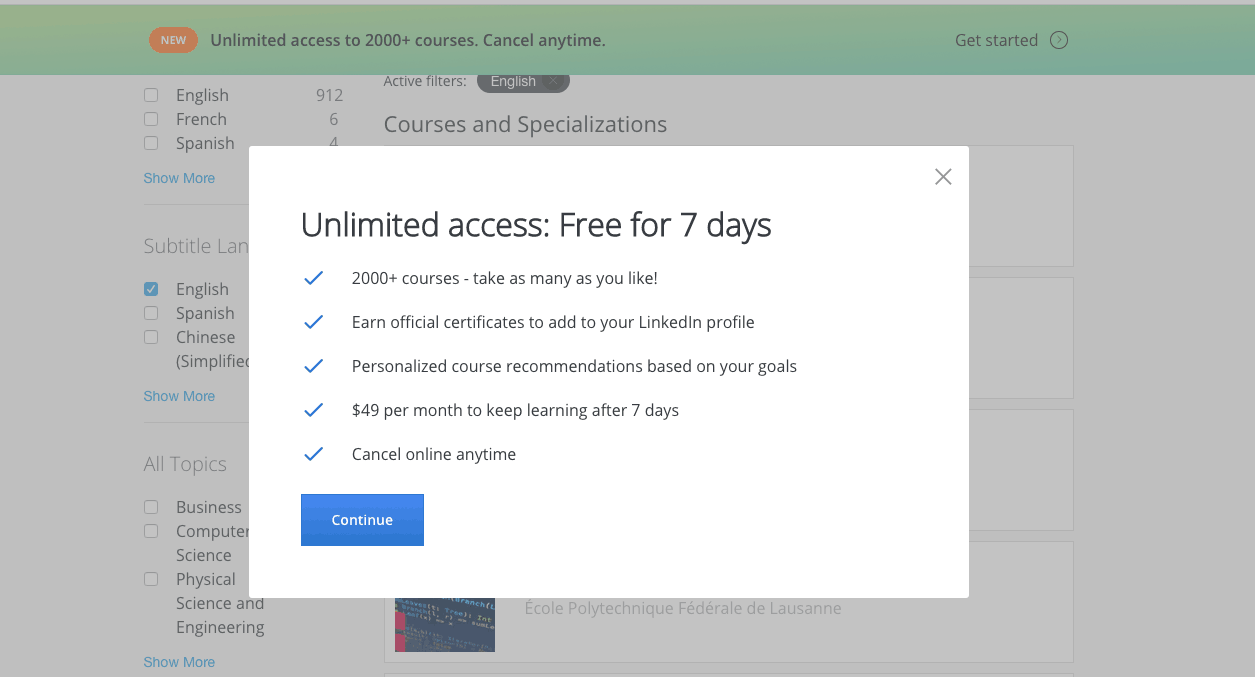 NEW
Unlimited access to 2000+ courses. Cancel anytime.
Get started
Active filters:
English
English 912
French 6
Spanish 4
Show More
Courses and Specializations
Subtitle Lan
English
Spanish
Chinese
(Simplified
Show More
All Topics
Business
Computer
Science
Physical
Science and
Engineering
Show More
Unlimited access: Free for 7 days
2000+ courses - take as many as you like!
Earn official certificates to add to your LinkedIn profile
Personalized course recommendations based on your goals
$49 per month to keep learning after 7 days
Cancel online anytime
Continue
École Polytechnique Fédérale de Lausanne